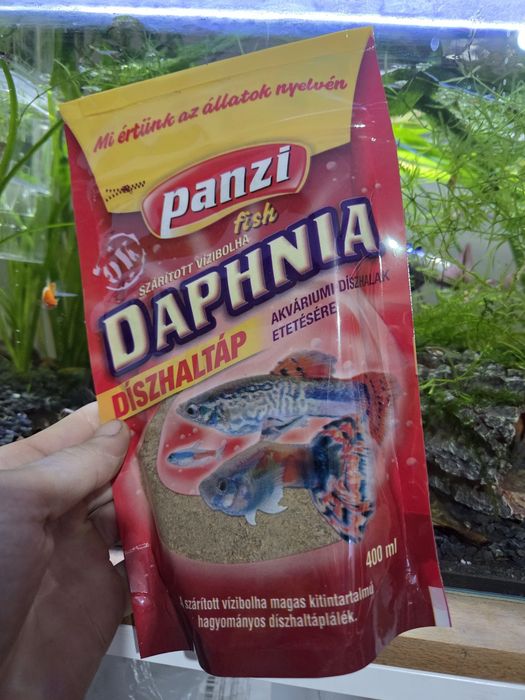 Mi értünk az állatok nyelvén
panzi
fish
SZÁRÍTOTT VÍZIBOLHA
DAPHNIA
DÍSZHALTÁP
AKVÁRIUMI DÍSZHALAK
ETETÉSÉRE
400 ml
A szárított vízibolha magas kitintartalmú
hagyományos díszhaltáplálék.